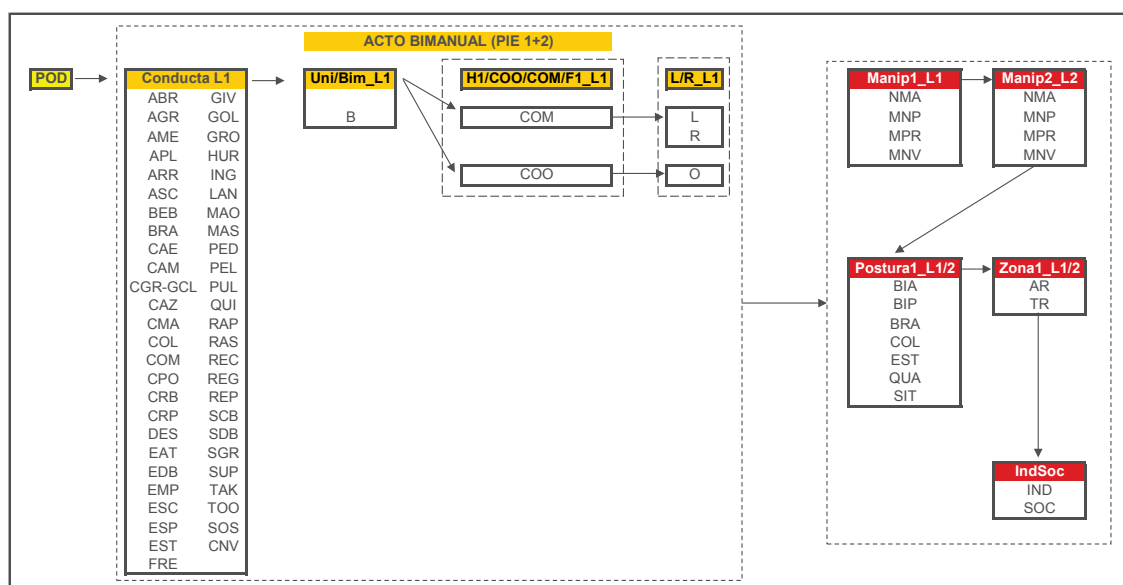 ACTO BIMANUAL (PIE 1+2)
POD
Conducta L1
Uni/Bim_L1
H1/COO/COM/F1_L1
L/R_L1
Manip1_L1
Manip2_L2
ABR GIV
AGR GOL
AME GRO
APL HUR
ARR ING
ASC LAN
BEB MAO
BRA MAS
CAE PED
CAM PEL
CGR-GCL PUL
CAZ QUI
CMA RAP
COL RAS
COM REC
CPO REG
CRB REP
CRP SCB
DES SDB
EAT SGR
EDB SUP
EMP TAK
ESC TOO
ESP SOS
EST CNV
FRE
B
COM
COO
L
R
O
NMA
MNP
MPR
MNV
NMA
MNP
MPR
MNV
Postura1_L1/2
BIA
BIP
BRA
COL
EST
QUA
SIT
Zona1_L1/2
AR
TR
IndSoc
IND
SOC